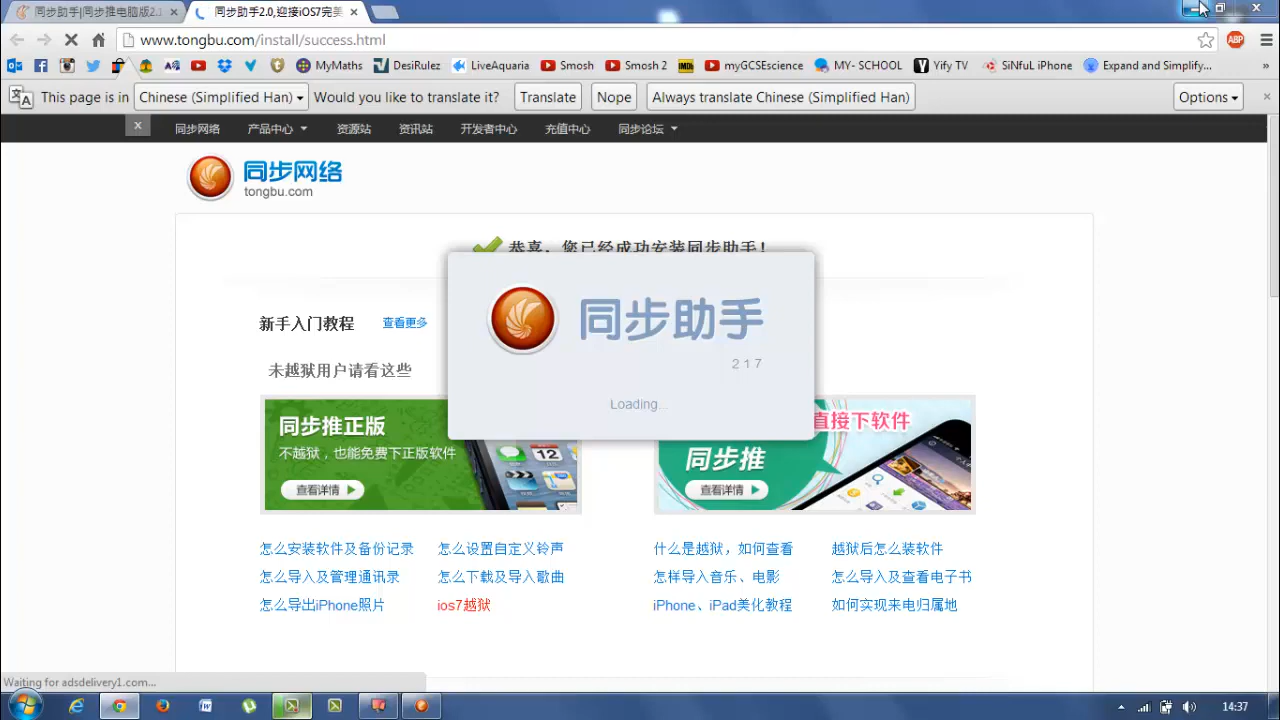 同步助手|同步推电脑版2.1
同步助手2.0,迎接iOS7完美
www.tongbu.com/install/success.html
ABP
MyMaths
DesiRulez
LiveAquaria
Smosh
Smosh 2
myGCSEscience
MY- SCHOOL
Yify TV
SiNfuL iPhone
Expand and Simplify...
»
This page is in
Chinese (Simplified Han)
Would you like to translate it?
Translate
Nope
Always translate Chinese (Simplified Han)
Options
x
同步网络
产品中心
资源站
资讯站
开发者中心
充值中心
同步论坛
同步网络
tongbu.com
恭喜，您已经成功安装同步助手！
同步助手
2 1 7
Loading...
新手入门教程
查看更多
未越狱用户请看这些
同步推正版
不越狱，也能免费下正版软件
查看详情
12
直接下软件
同步推
查看详情
怎么安装软件及备份记录
怎么设置自定义铃声
什么是越狱，如何查看
越狱后怎么装软件
怎么导入及管理通讯录
怎么下载及导入歌曲
怎样导入音乐、电影
怎么导入及查看电子书
怎么导出iPhone照片
ios7越狱
iPhone、iPad美化教程
如何实现来电归属地
Waiting for adsdelivery1.com...
14:37